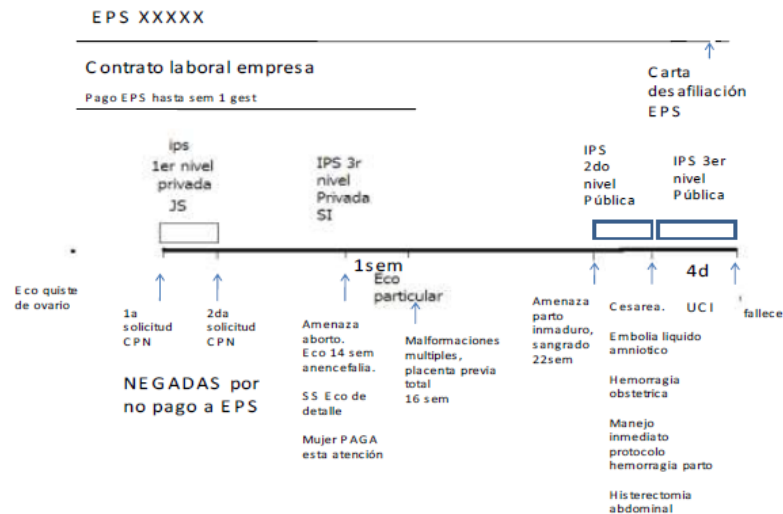 EPS XXXXX
Contrato laboral empresa
Pago EPS hasta sem 1 gest
Carta
desafiliación
EPS
ips
1er nivel
privada
JS
IPS 3r
nivel
Privada
SI
IPS
2do
nivel
Pública
IPS 3er
nivel
Pública
1sem
4d
Eco quiste
de ovario
1a
solicitud
CPN
2da
solicitud
CPN
NEGADAS por
no pago a EPS
Amenaza
aborto.
Eco 14 sem
anencefalia.
SS Eco de
detalle
Mujer PAGA
esta atención
Eco
particular
Malformaciones
multiples,
placenta previa
total
16 sem
Amenaza
parto
inmaduro,
sangrado
22sem
Cesarea.
Embolia liquido
amniotico
Hemorragia
obstetrica
Manejo
inmediato
protocolo
hemorragia parto
Histerectomia
abdominal
UCI
fallece